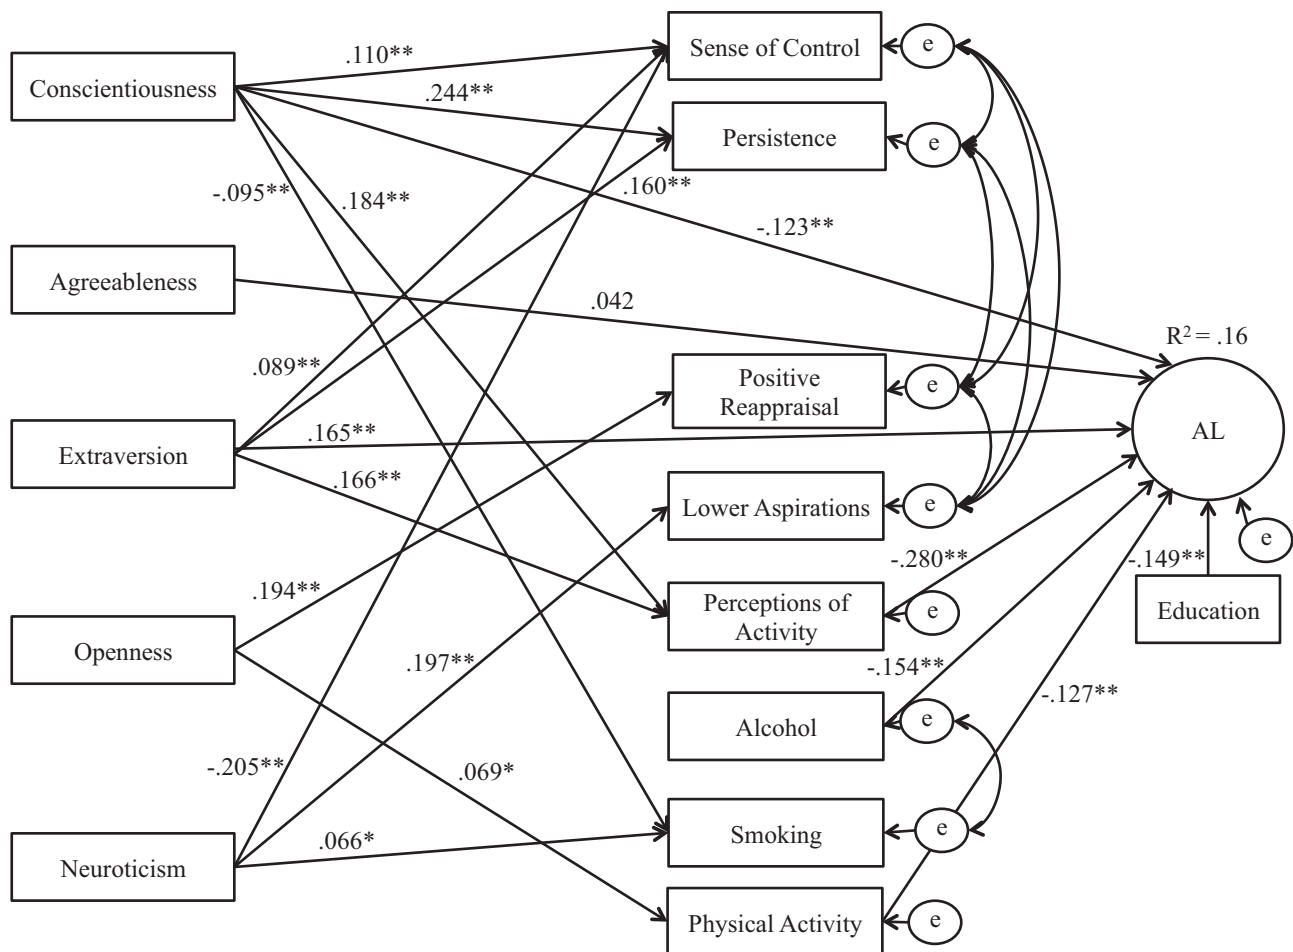 Sense of Control
e
.110**
Conscientiousness
.244**
Persistence
e
-.095**
.184**
.160**
-.123**
Agreeableness
.042
R² = .16
.089**
Positive
Reappraisal
e
Extraversion
.165**
AL
.166**
Lower Aspirations
e
e
-.280**
-.149**
.194**
Perceptions of
Activity
e
Education
Openness
.197**
-.154**
-.127**
Alcohol
e
-.205**
.069*
Smoking
e
.066*
Neuroticism
Physical Activity
e